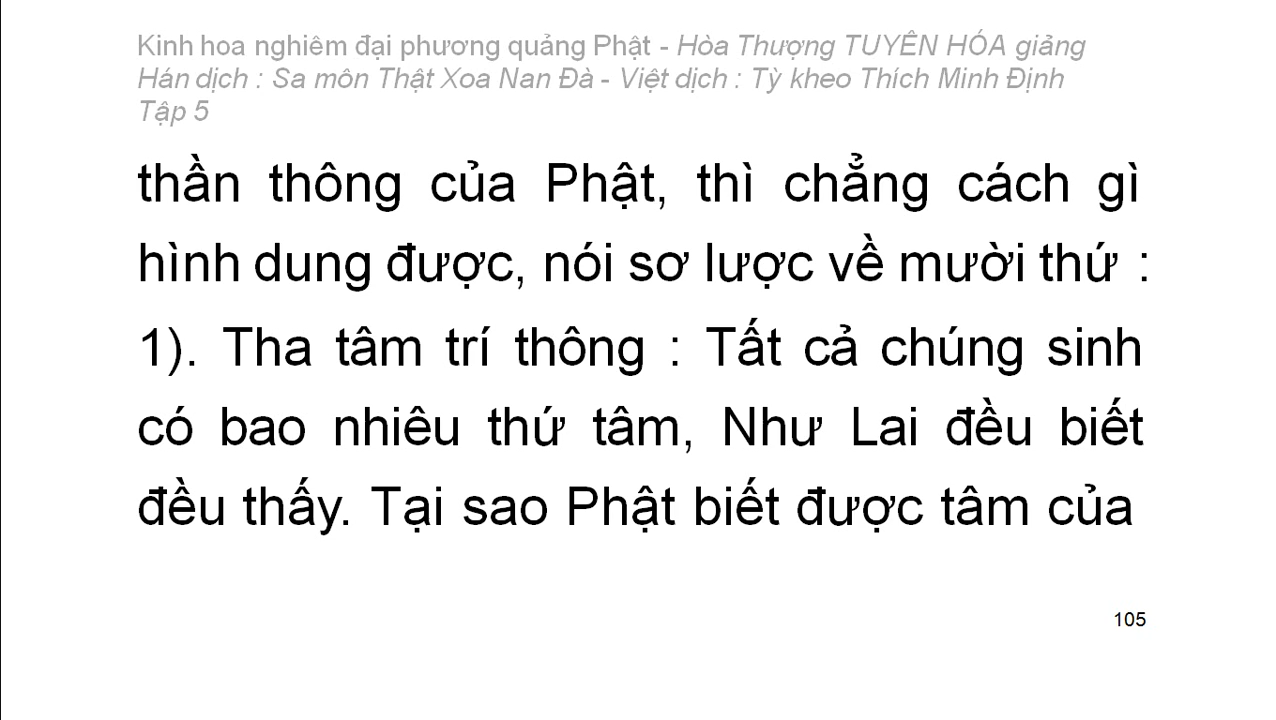 Kinh hoa nghiêm đại phương quảng Phật - Hòa Thượng TUYÊN HÓA giảng
Hán dịch : Sa môn Thật Xoa Nan Đà - Việt dịch : Tỳ kheo Thích Minh Định
Tập 5
thần thông của Phật, thì chẳng cách gì
hình dung được, nói sơ lược về mười thứ :
1). Tha tâm trí thông : Tất cả chúng sinh
có bao nhiêu thứ tâm, Như Lai đều biết
đều thấy. Tại sao Phật biết được tâm của
105